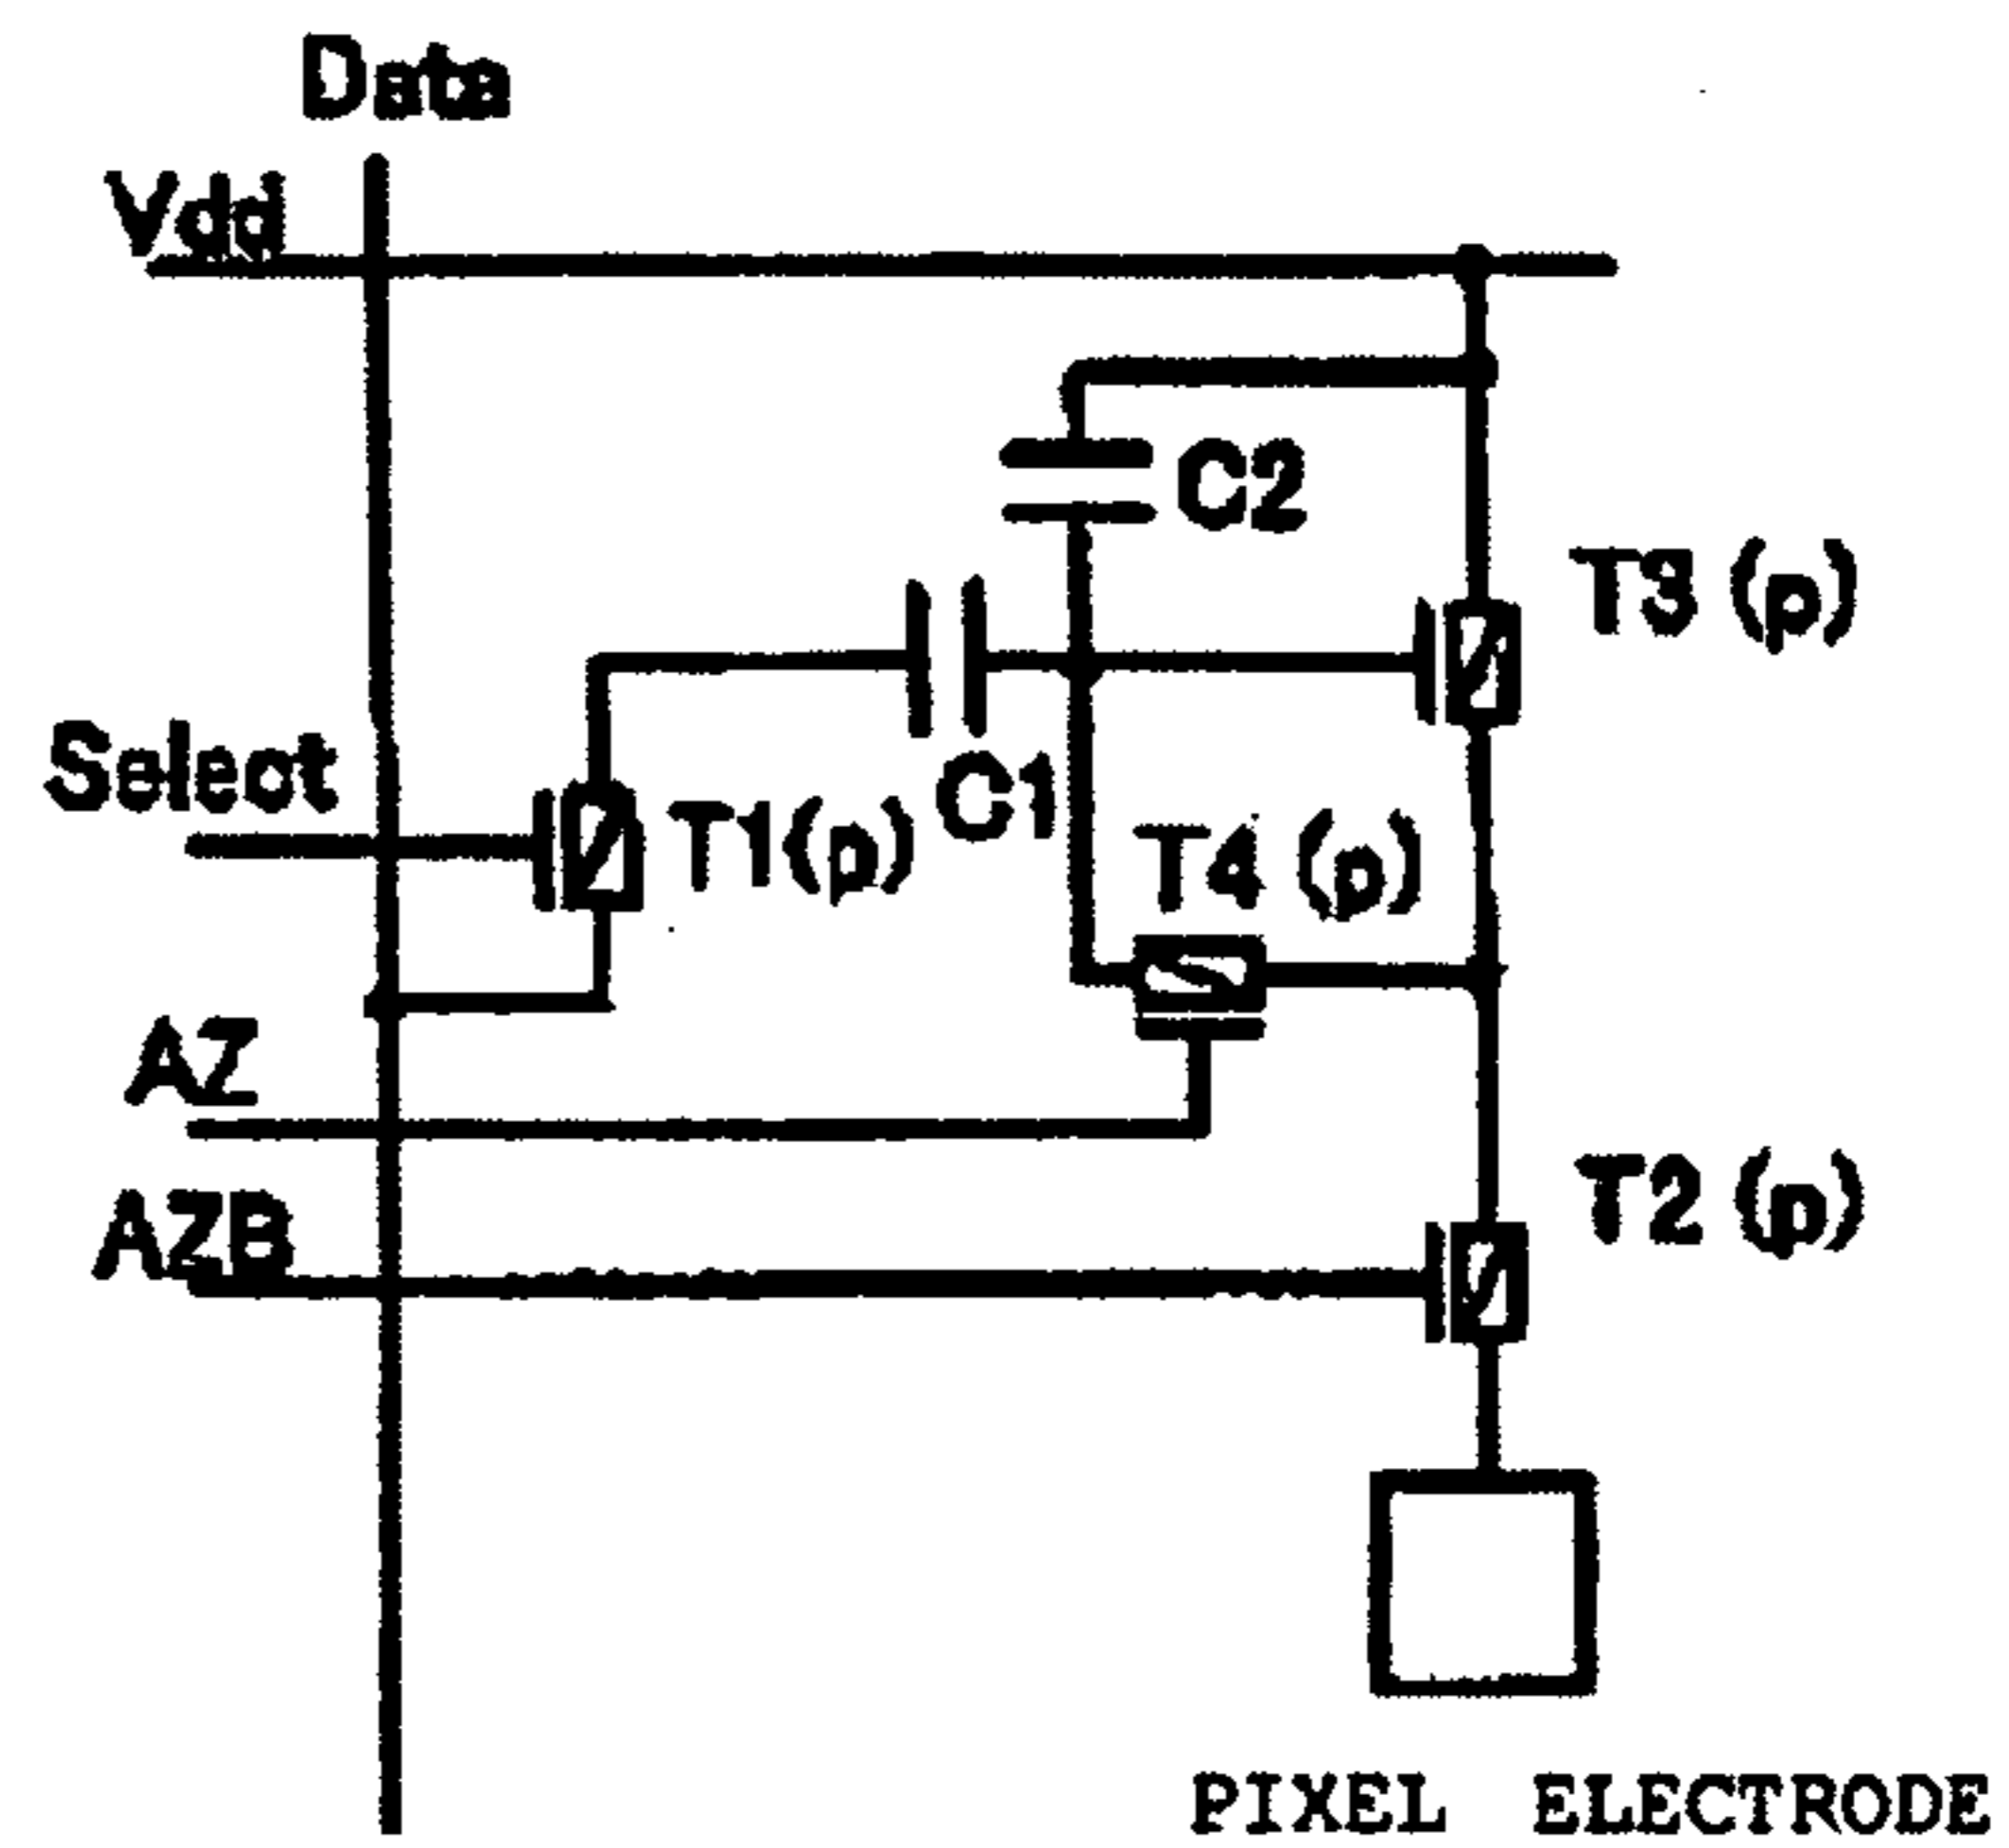 Data
Vdd
C2
T3 (p)
Select
C1
T1(p)
T4 (p)
AZ
AZB
T2 (p)
PIXEL ELECTRODE